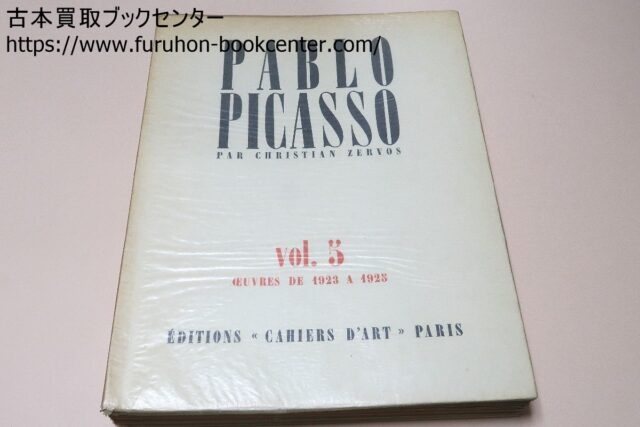 古本買取ブックセンター
https://www.furuhon-bookcenter.com/
PABLO
PICASSO
PAR CHRISTIAN ZERVOS
vol. 5
ŒUVRES DE 1923 A 1925
ÉDITIONS « CAHIERS D'ART » PARIS